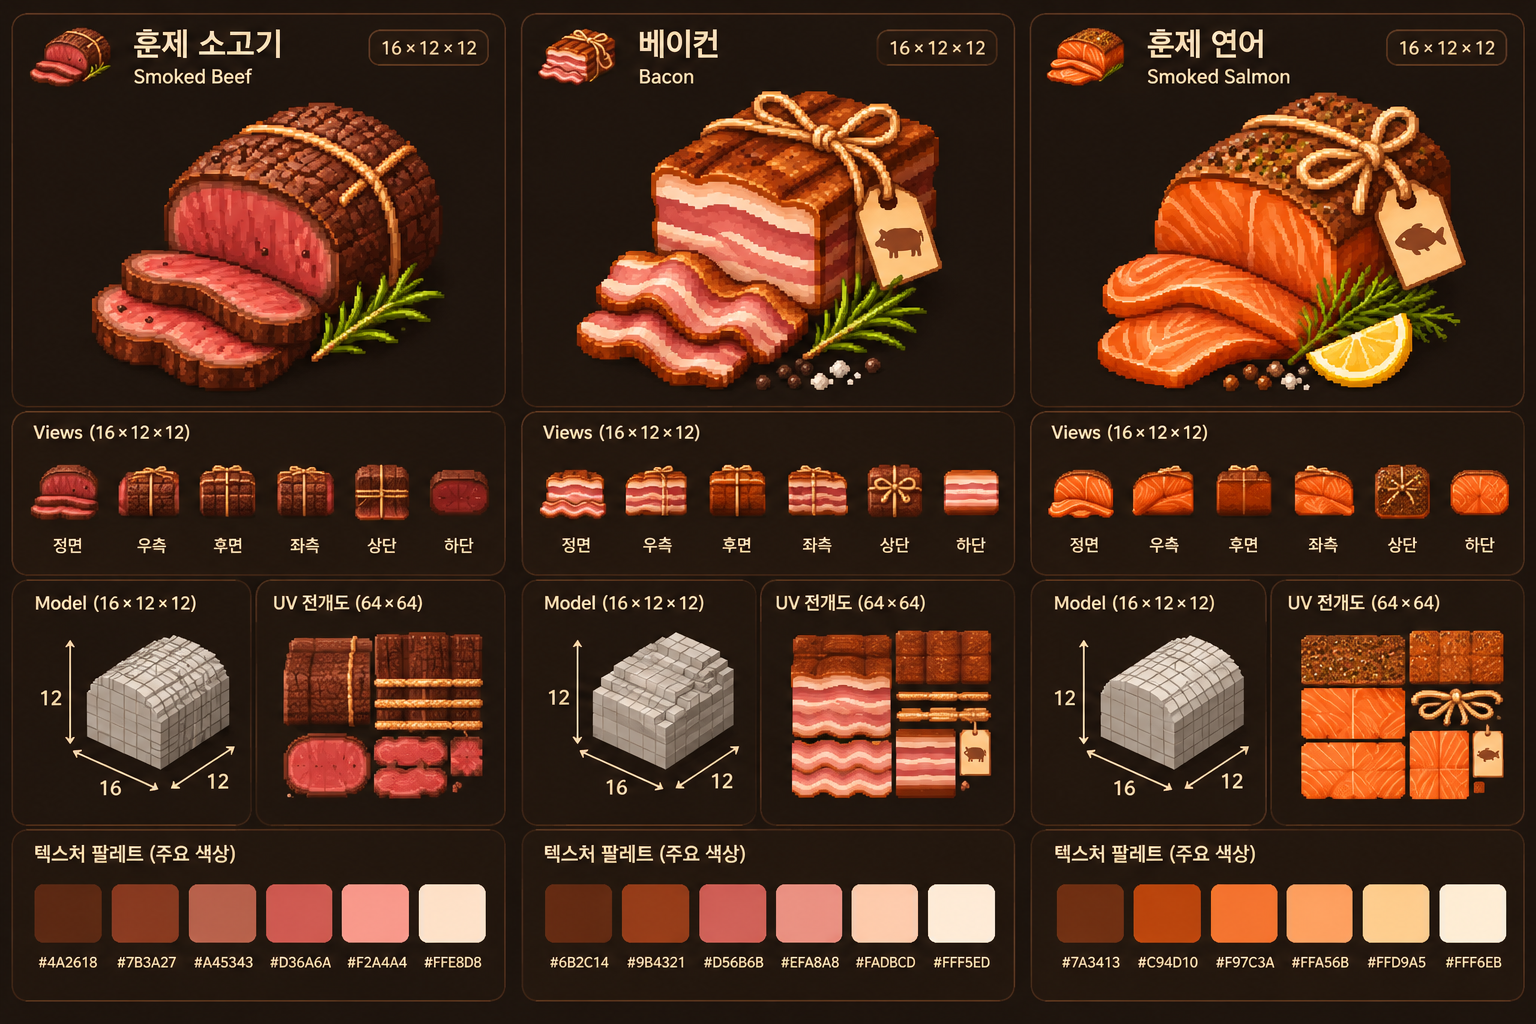 훈제 소고기
Smoked Beef
16×12×12
Views (16×12×12)
정면 우측 후면 좌측 상단 하단
Model (16×12×12)
12
16
12
UV 전개도 (64×64)
텍스처 팔레트 (주요 색상)
#4A2618 #7B3A27 #A45343 #D36A6A #F2A4A4 #FFE8D8
베이컨
Bacon
16×12×12
Views (16×12×12)
정면 우측 후면 좌측 상단 하단
Model (16×12×12)
12
16
12
UV 전개도 (64×64)
텍스처 팔레트 (주요 색상)
#6B2C14 #9B4321 #D56B6B #EFA8A8 #FADBCD #FFF5ED
훈제 연어
Smoked Salmon
16×12×12
Views (16×12×12)
정면 우측 후면 좌측 상단 하단
Model (16×12×12)
12
16
12
UV 전개도 (64×64)
텍스처 팔레트 (주요 색상)
#7A3413 #C94D10 #F97C3A #FFA56B #FFD9A5 #FFF6EB